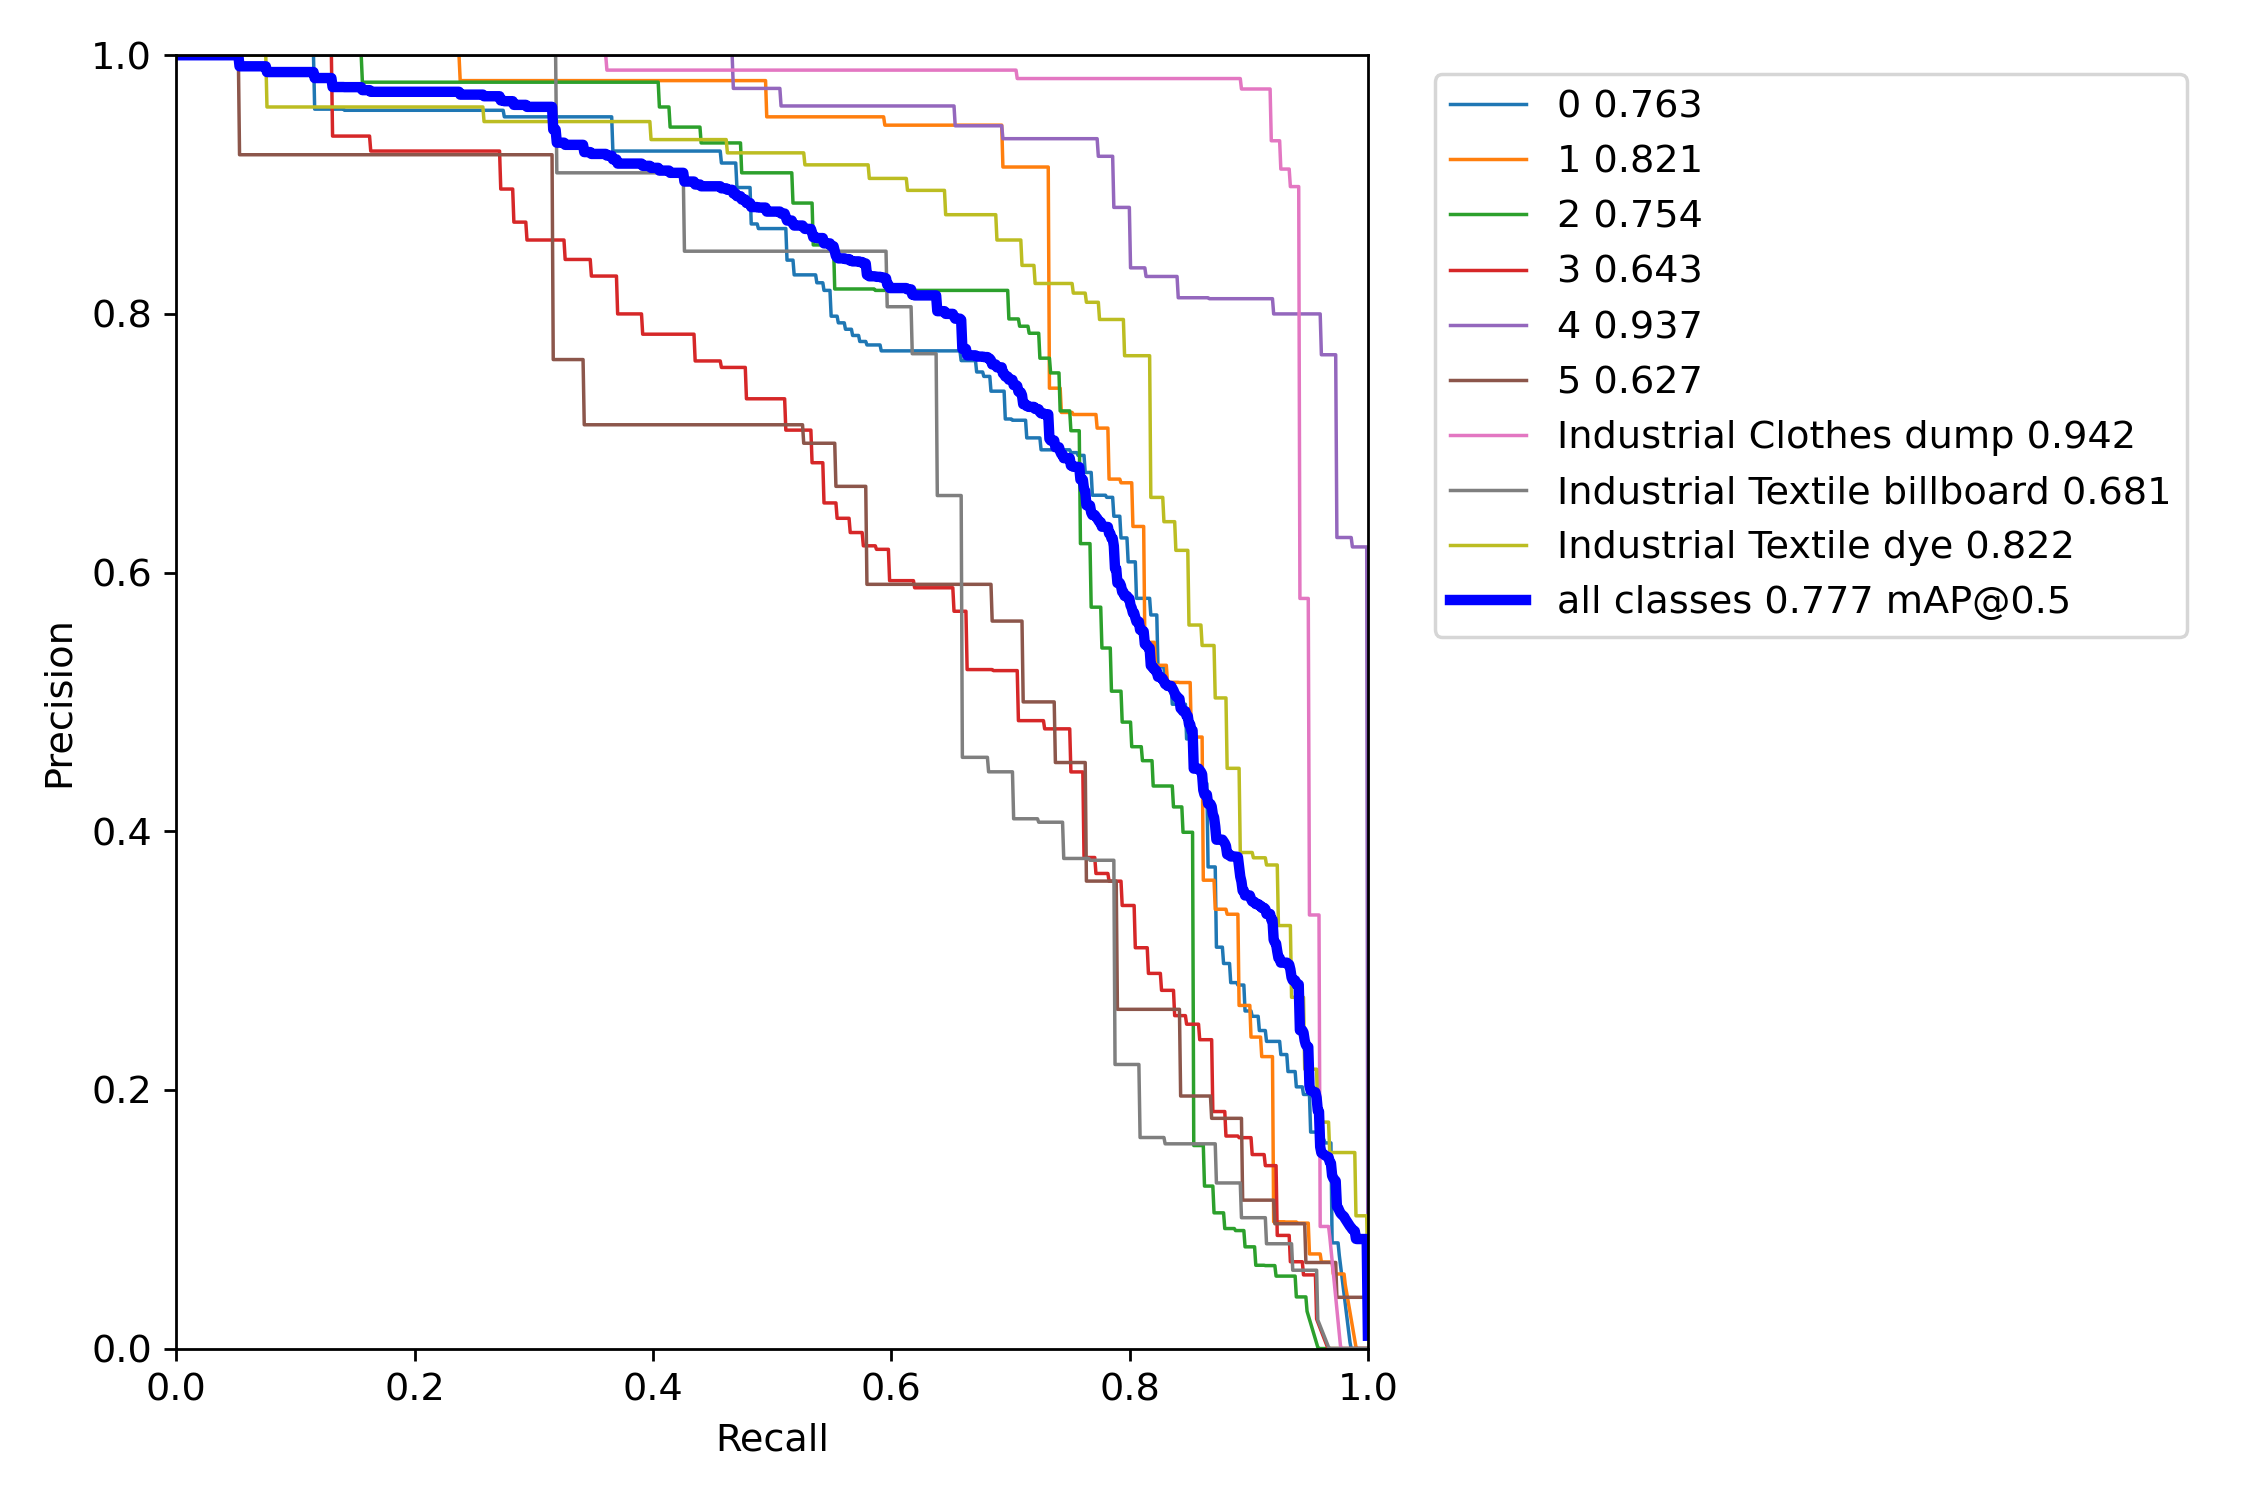 1.0
0.8
0.6
0.4
0.2
0.0
Precision
0.0 0.2 0.4 0.6 0.8 1.0
Recall
0 0.763
1 0.821
2 0.754
3 0.643
4 0.937
5 0.627
Industrial Clothes dump 0.942
Industrial Textile billboard 0.681
Industrial Textile dye 0.822
all classes 0.777 mAP@0.5